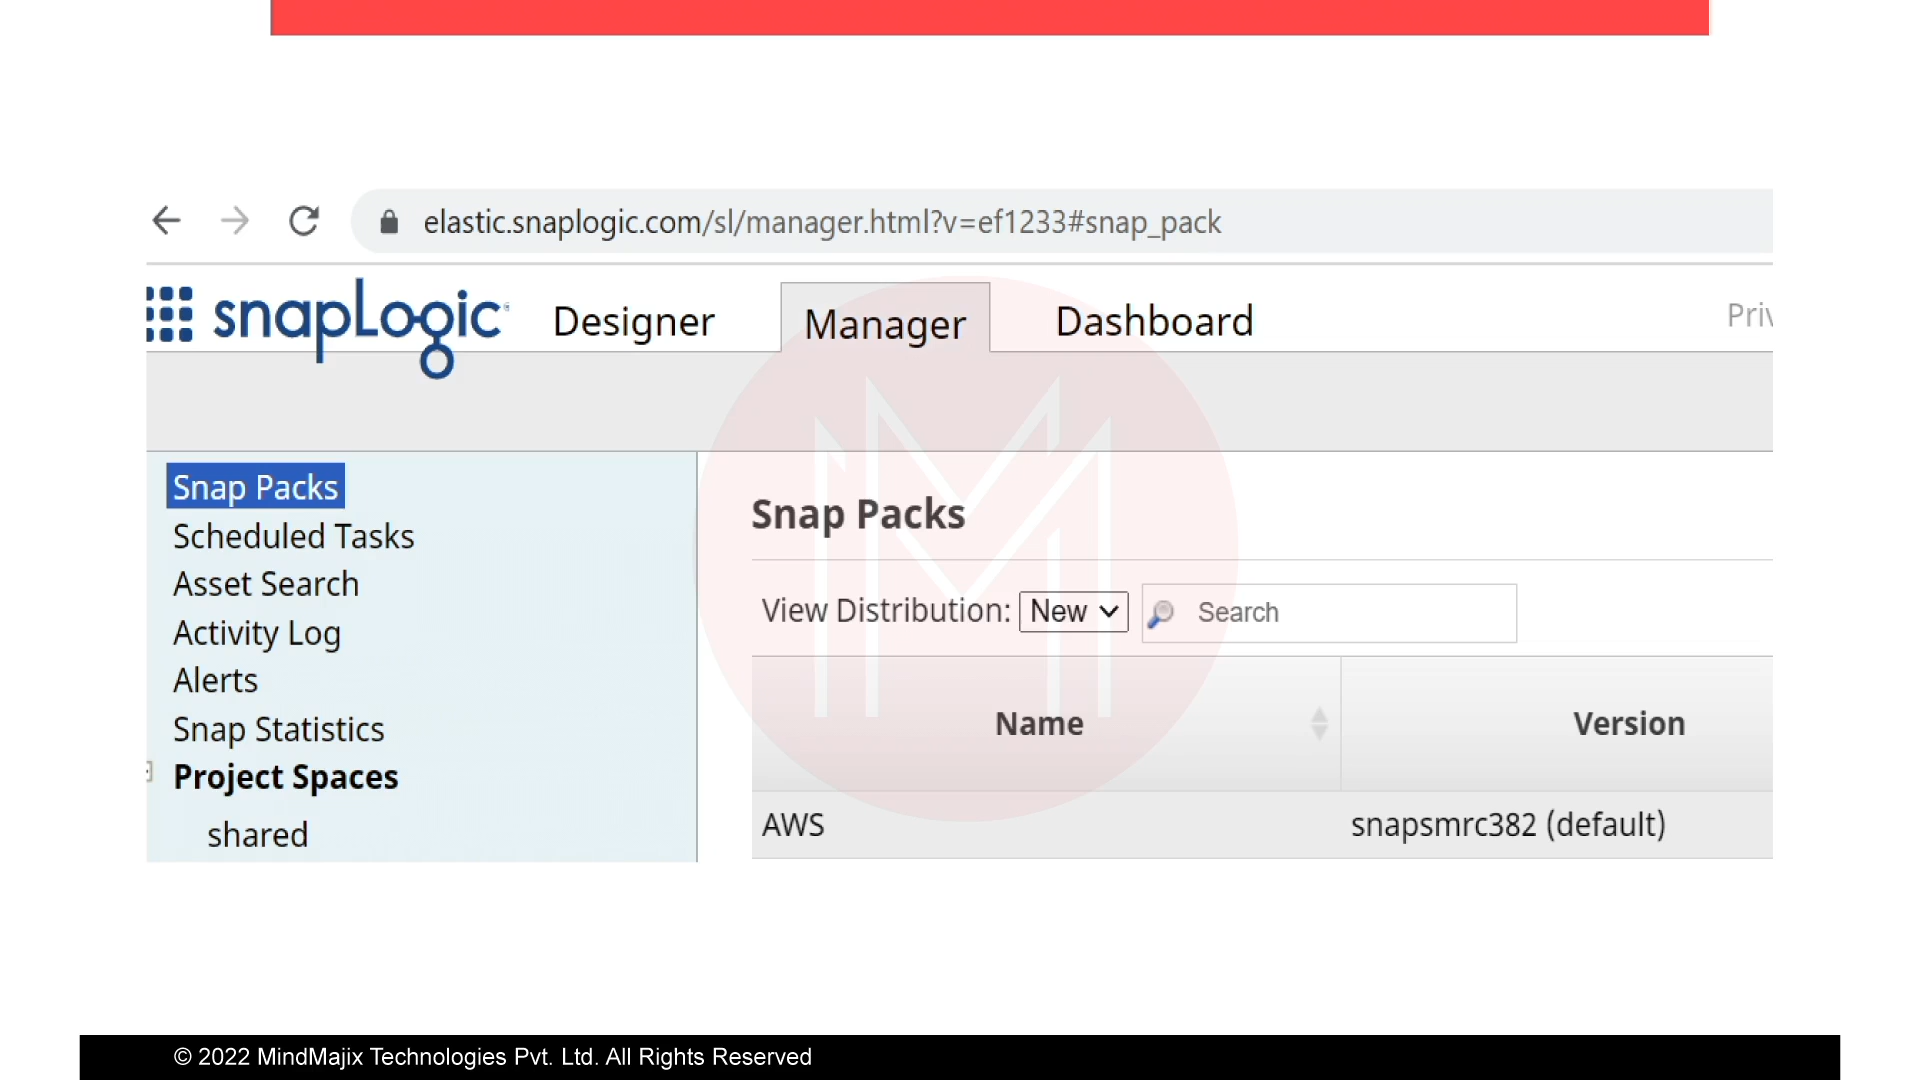 elastic.snaplogic.com/sl/manager.html?v=ef1233#snap_pack
snapLogic Designer Manager Dashboard Priv
Snap Packs
Scheduled Tasks
Asset Search
Activity Log
Alerts
Snap Statistics
Project Spaces
shared
Snap Packs
View Distribution: New Search
Name Version
AWS snapsmrc382 (default)
© 2022 MindMajix Technologies Pvt. Ltd. All Rights Reserved